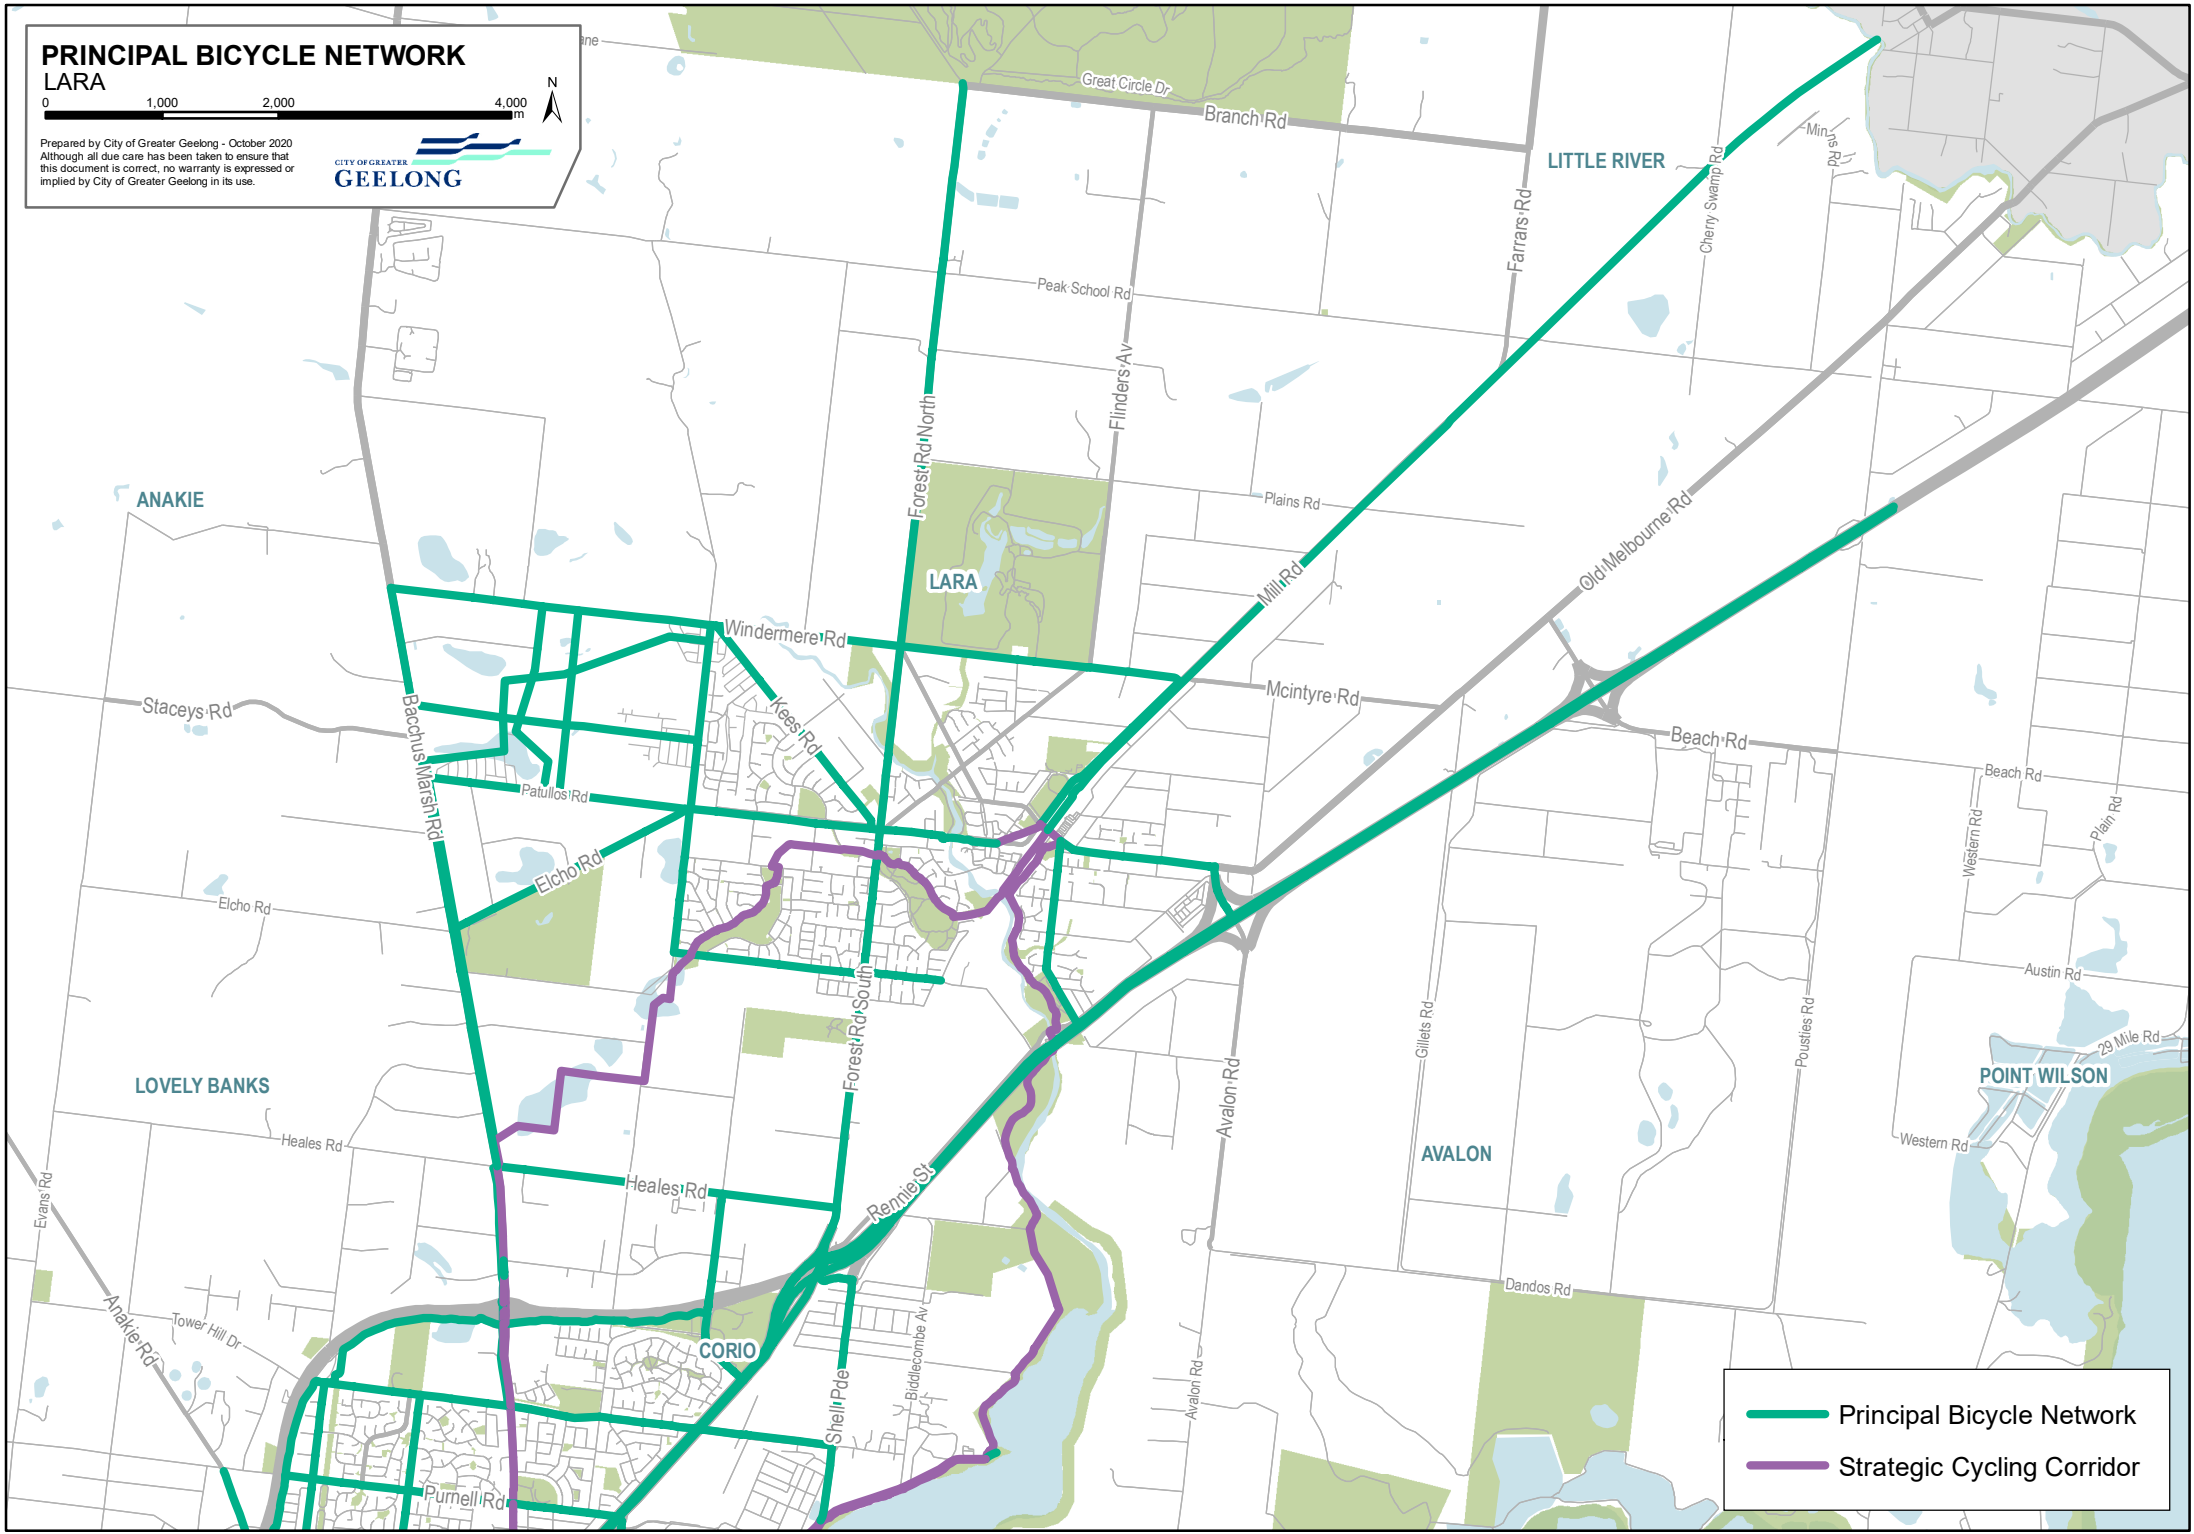 PRINCIPAL BICYCLE NETWORK
LARA
0 1,000 2,000 4,000
m
N
Prepared by City of Greater Geelong - October 2020
Although all due care has been taken to ensure that
this document is correct, no warranty is expressed or
implied by City of Greater Geelong in its use.
CITY OF GREATER
GEELONG
ane
Great Circle Dr
Branch Rd
LITTLE RIVER
Minns Rd
Cherry Swamp Rd
Farrars Rd
Peak School Rd
Flinders Av
Forest Rd North
Plains Rd
ANAKIE
Old Melbourne Rd
LARA
Mill Rd
Windermere Rd
Mcintyre Rd
Staceys Rd
Kees Rd
Bacchus Marsh Rd
Beach Rd
Beach Rd
Patullos Rd
Plain Rd
Western Rd
Elcho Rd
Elcho Rd
Austin Rd
Forest Rd South
Gillets Rd
Pousties Rd
29 Mile Rd
POINT WILSON
LOVELY BANKS
Avalon Rd
Heales Rd
Western Rd
AVALON
Heales Rd
Evans Rd
Rennie St
Dandos Rd
Anakie Rd
Tower Hill Dr
CORIO
Biddlecombe Av
Shell Pde
Avalon Rd
Purnell Rd
Principal Bicycle Network
Strategic Cycling Corridor